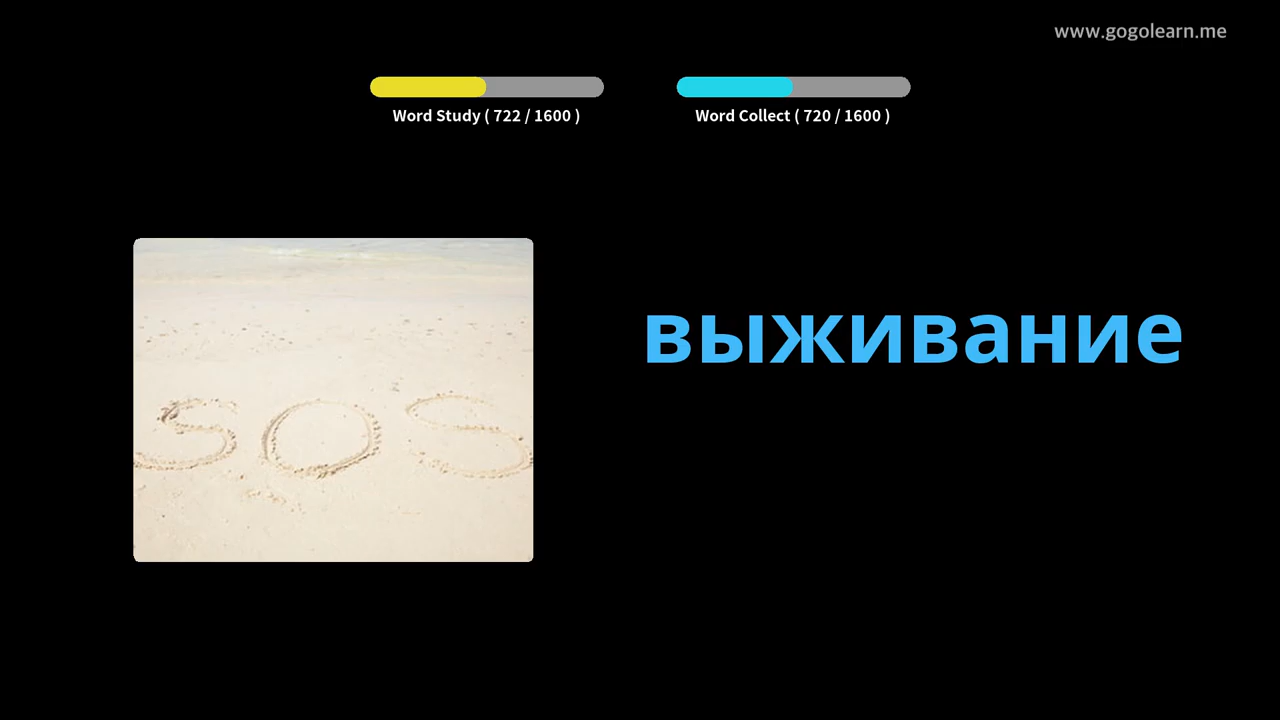 www.gogolearn.me
Word Study ( 722 / 1600 )
Word Collect ( 720 / 1600 )
выживание
SOS